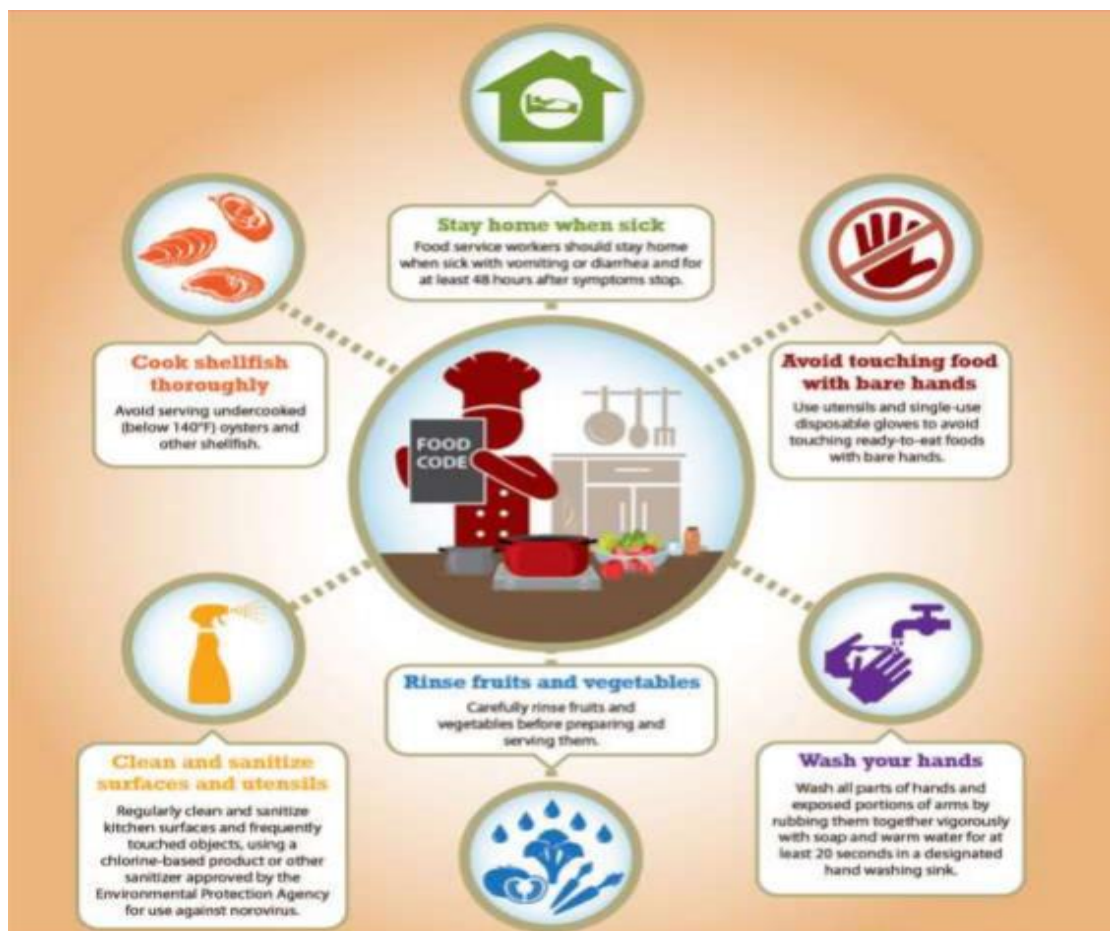 Stay home when sick
Food service workers should stay home
when sick with vomiting or diarrhea and for
at least 48 hours after symptoms stop.
Cook shellfish
thoroughly
Avoid serving undercooked
(below 140°F) oysters and
other shellfish.
Avoid touching food
with bare hands
Use utensils and single-use
disposable gloves to avoid
touching ready-to-eat foods
with bare hands.
FOOD
CODE
Rinse fruits and vegetables
Carefully rinse fruits and
vegetables before preparing and
serving them.
Clean and sanitize
surfaces and utensils
Regularly clean and sanitize
kitchen surfaces and frequently
touched objects, using a
chlorine-based product or other
sanitizer approved by the
Environmental Protection Agency
for use against norovirus.
Wash your hands
Wash all parts of hands and
exposed portions of arms by
rubbing them together vigorously
with soap and warm water for at
least 20 seconds in a designated
hand washing sink.